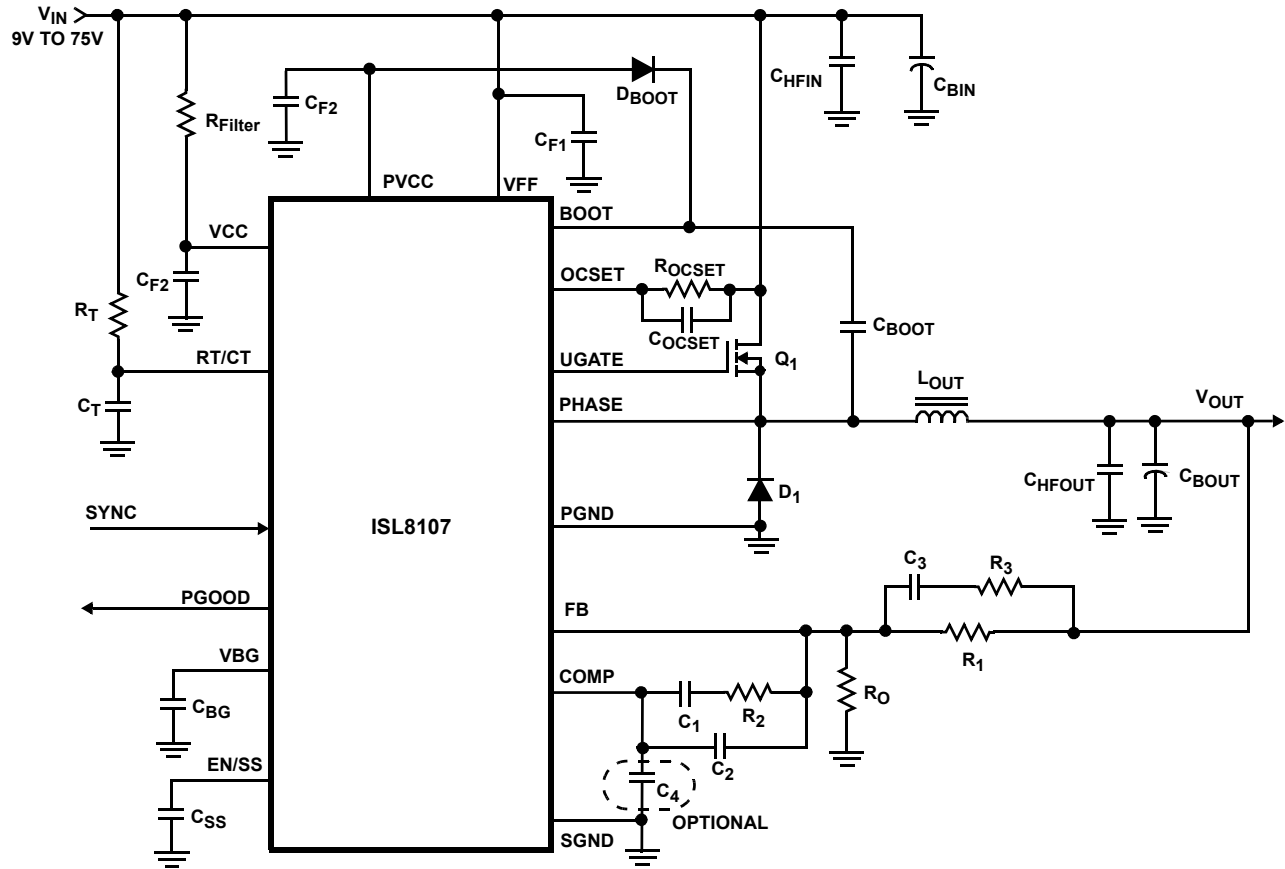 VIN
9V TO 75V
CHFIN
CBIN
CF2
DBOOT
RFilter
CF1
PVCC
VFF
BOOT
VCC
ROCSET
OCSET
CF2
RT
COCSET
CBOOT
RT/CT
UGATE
Q1
LOUT
CT
PHASE
VOUT
CHFOUT
CBOUT
D1
SYNC
ISL8107
PGND
C3
R3
PGOOD
FB
R1
VBG
COMP
RO
CBG
C1
R2
EN/SS
C2
CSS
C4
OPTIONAL
SGND